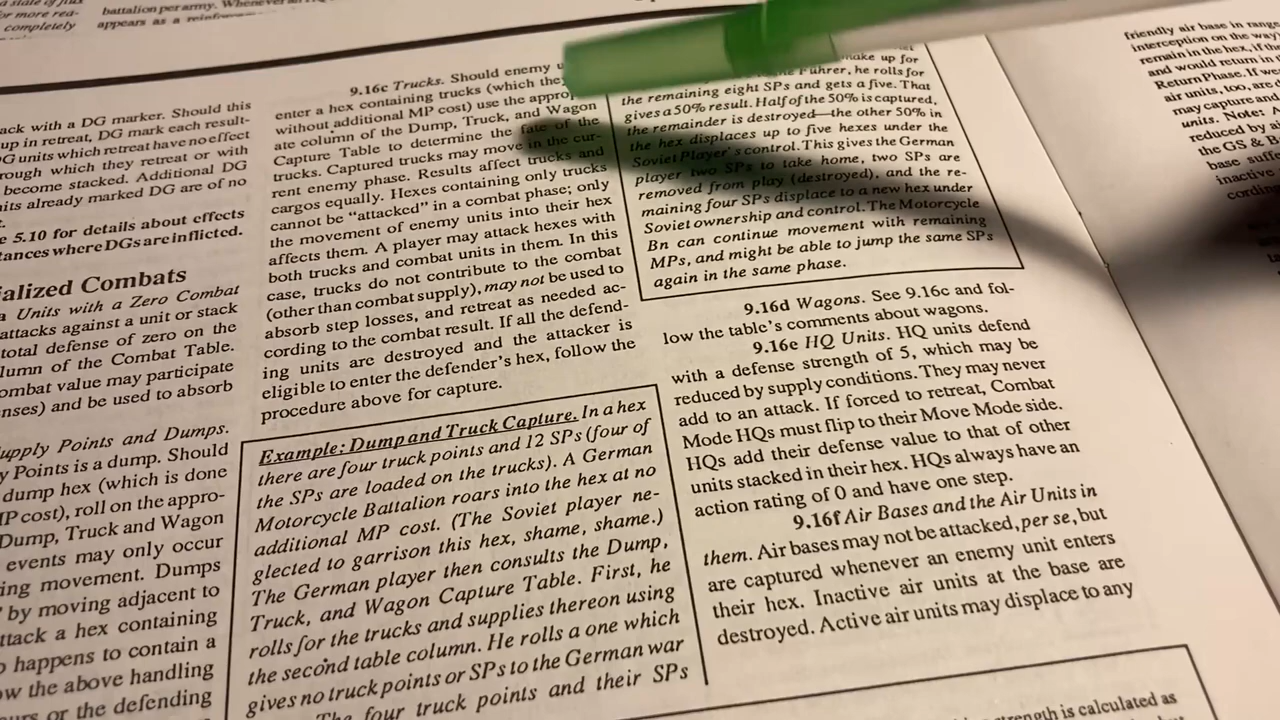 for more rea-
completely
battalion per army.
appears as a
ack with a DG marker. Should this
up in retreat, DG mark each result-
G units which retreat have no effect
rough which they retreat or with
become stacked. Additional DG
its already marked DG are of no
e 5.10 for details about effects
tances where DGs are inflicted.
ialized Combats
a Units with a Zero Combat
attacks against a unit or stack
total defense of zero on the
lumn of the Combat Table.
ombat value may participate
nses) and be used to absorb
upply Points and Dumps.
y Points is a dump. Should
dump hex (which is done
MP cost), roll on the appro-
Dump, Truck and Wagon
events may only occur
ing movement. Dumps
by moving adjacent to
ttack a hex containing
o happens to contain a
ow the above handling
ours or the defending
9.16c Trucks. Should enemy u
enter a hex containing trucks (which the
without additional MP cost) use the appro
ate column of the Dump, Truck, and Wagon
Capture Table to determine the fate of the
trucks. Captured trucks may move in the cur-
rent enemy phase. Results affect trucks and
cargos equally. Hexes containing only trucks
cannot be "attacked" in a combat phase; only
the movement of enemy units into their hex
affects them. A player may attack hexes with
both trucks and combat units in them. In this
case, trucks do not contribute to the combat
(other than combat supply), may not be used to
absorb step losses, and retreat as needed ac-
cording to the combat result. If all the defend-
ing units are destroyed and the attacker is
eligible to enter the defender's hex, follow the
procedure above for capture.
Example: Dump and Truck Capture. In a hex
there are four truck points and 12 SPs (four of
the SPs are loaded on the trucks). A German
Motorcycle Battalion roars into the hex at no
additional MP cost. (The Soviet player ne-
glected to garrison this hex, shame, shame.)
The German player then consults the Dump,
Truck, and Wagon Capture Table. First, he
rolls for the trucks and supplies thereon using
the second table column. He rolls a one which
gives no truck points or SPs to the German war
The four truck points and their SPs
make up for
Führer, he rolls for
the remaining eight SPs and gets a five. That
gives a 50% result. Half of the 50% is captured,
the remainder is destroyed—the other 50% in
the hex displaces up to five hexes under the
Soviet Player's control. This gives the German
player two SPs to take home, two SPs are
removed from play (destroyed), and the re-
maining four SPs displace to a new hex under
Soviet ownership and control. The Motorcycle
Bn can continue movement with remaining
MPs, and might be able to jump the same SPs
again in the same phase.
9.16d Wagons. See 9.16c and fol-
low the table's comments about wagons.
9.16e HQ Units. HQ units defend
with a defense strength of 5, which may be
reduced by supply conditions. They may never
add to an attack. If forced to retreat, Combat
Mode HQs must flip to their Move Mode side.
HQs add their defense value to that of other
units stacked in their hex. HQs always have an
action rating of 0 and have one step.
9.16f Air Bases and the Air Units in
them. Air bases may not be attacked, per se, but
are captured whenever an enemy unit enters
their hex. Inactive air units at the base are
destroyed. Active air units may displace to any
strength is calculated as
friendly air base in range
interception on the way
remain in the hex, if th
and would return in
Return Phase. If we
air units, too, are
may capture and
units. Note:
reduced by a
the GS & B
base suff
inactive
cordin